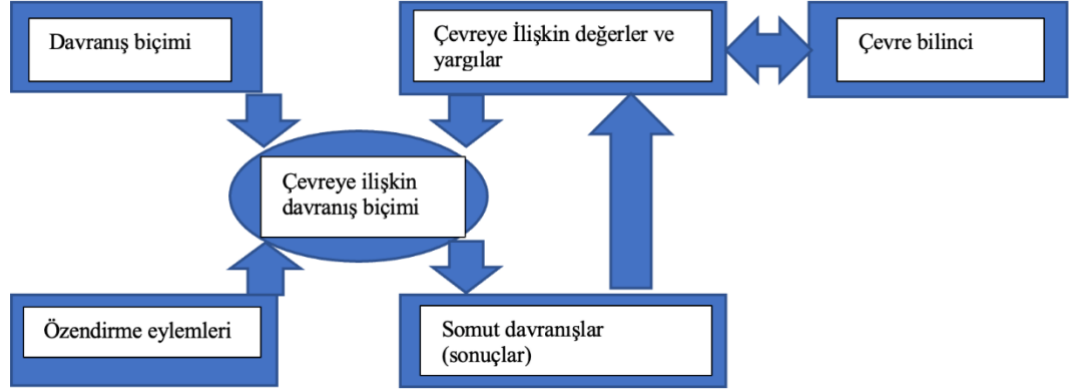 Davranış biçimi
Çevreye İlişkin değerler ve
yargılar
Çevre bilinci
Çevreye ilişkin
davranış biçimi
Özendirme eylemleri
Somut davranışlar
(sonuçlar)